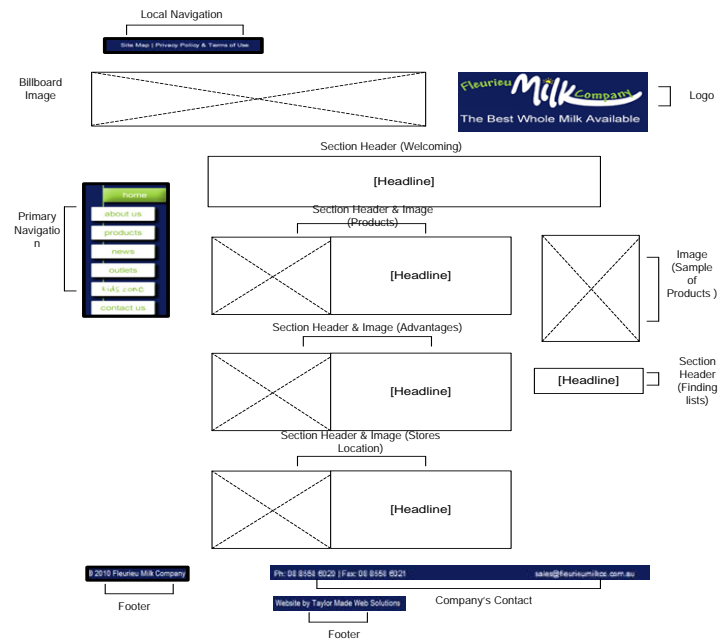 Local Navigation
Site Map | Privacy Policy & Terms of Use
Billboard
Image
Fleurieu Milk Company
The Best Whole Milk Available
Logo
Section Header (Welcoming)
[Headline]
Primary
Navigatio
n
home
about us
products
news
outlets
kids zone
contact us
Section Header & Image
(Products)
[Headline]
Image
(Sample
of
Products )
Section Header & Image (Advantages)
[Headline]
[Headline]
Section
Header
(Finding
lists)
Section Header & Image (Stores
Location)
[Headline]
© 2010 Fleurieu Milk Company
Footer
Ph: 08 8558 6020 | Fax: 08 8558 6021
sales@fleurieumilkco.com.au
Company's Contact
Website by Taylor Made Web Solutions
Footer